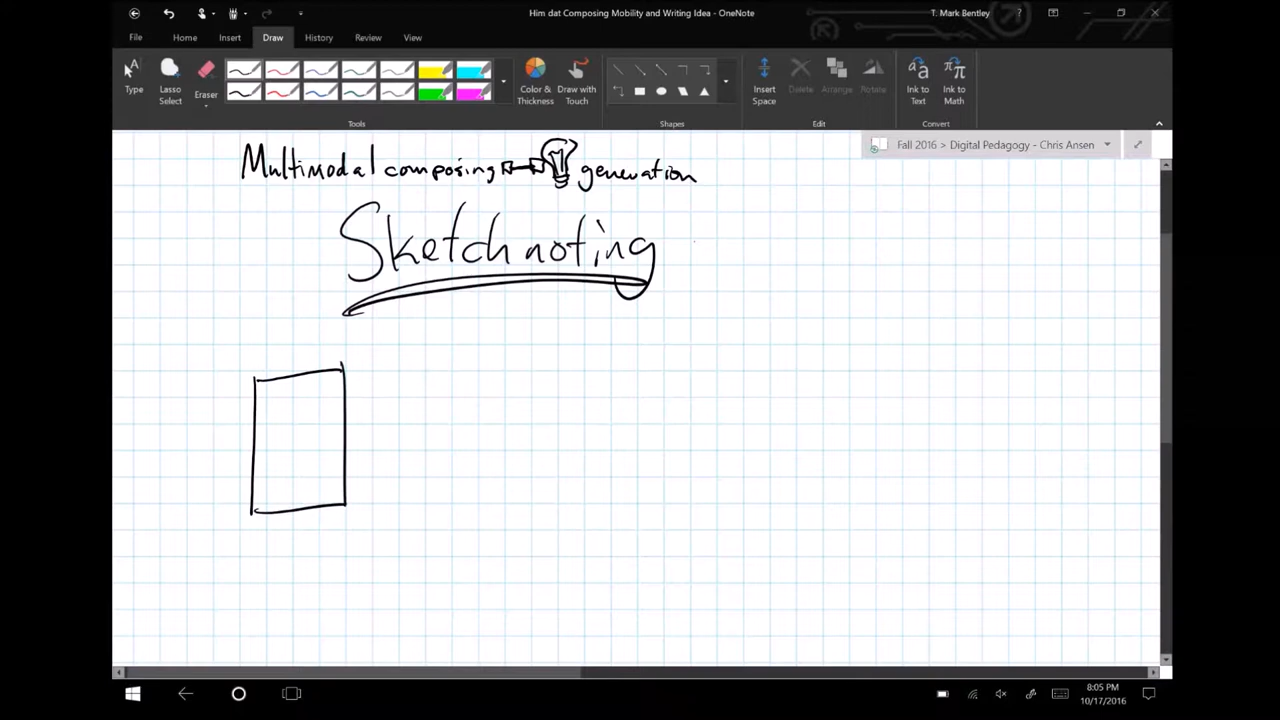 Him dat Composing Mobility and Writing Idea - OneNote
T. Mark Bentley
?
File Home Insert Draw History Review View
Type
Lasso Select
Eraser
Color & Thickness
Draw with Touch
Insert Space
Delete
Arrange
Rotate
Ink to Text
Ink to Math
Tools
Shapes
Edit
Convert
Fall 2016 > Digital Pedagogy - Chris Ansen
Multimodal composing generation
Sketchnoting
8:05 PM
10/17/2016